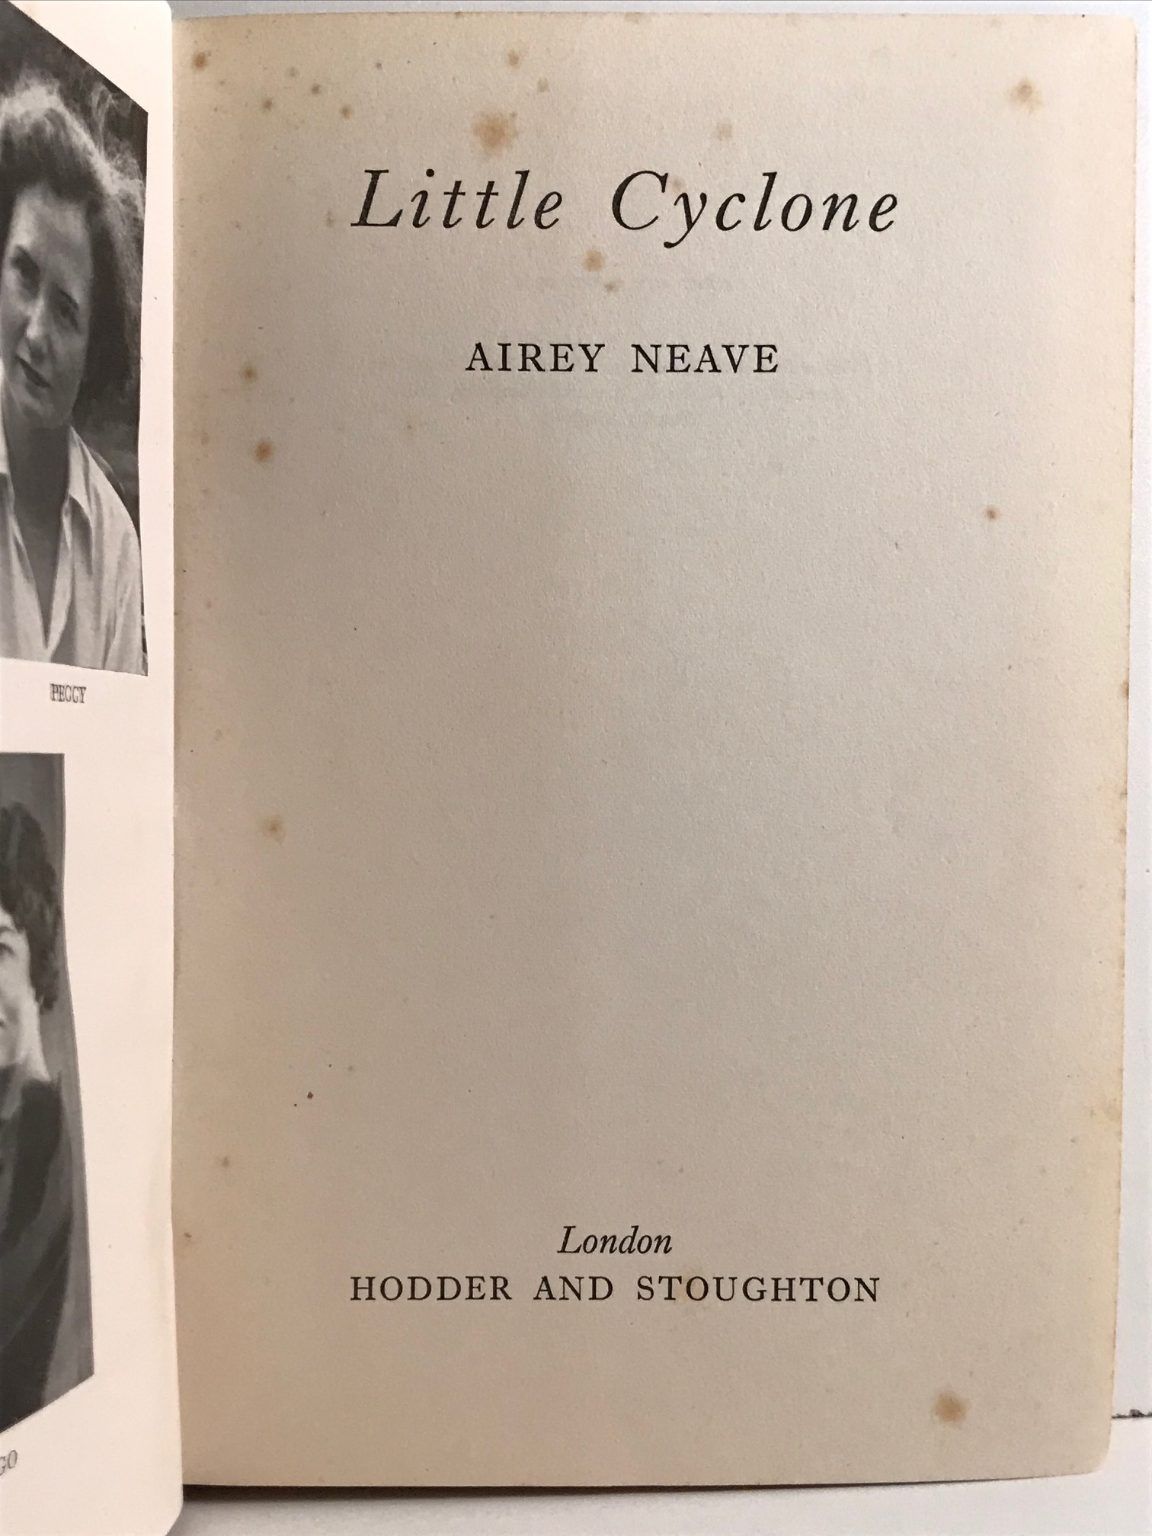 PEGGY
Little Cyclone
AIREY NEAVE
London
HODDER AND STOUGHTON